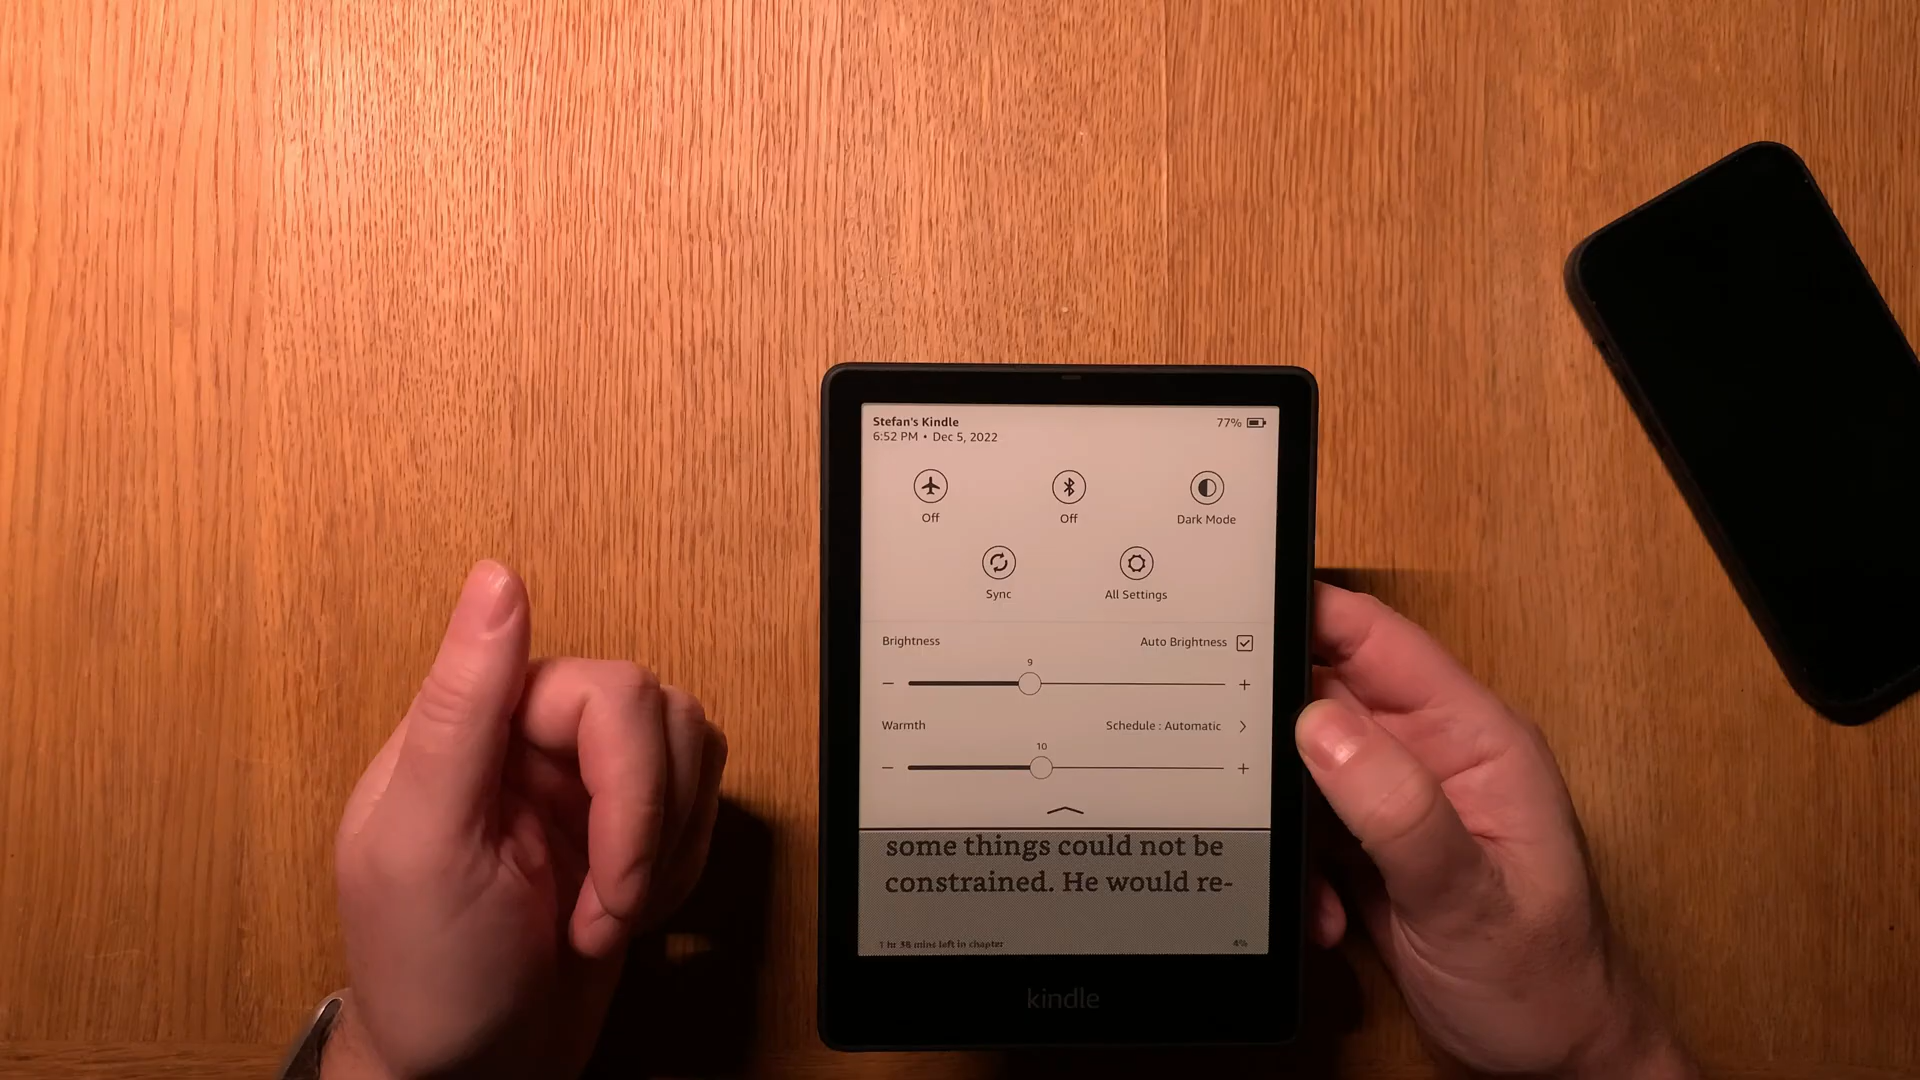 Stefan's Kindle
77%
6:52 PM • Dec 5, 2022
Off
Off
Dark Mode
Sync
All Settings
Brightness
Auto Brightness
9
Warmth
Schedule : Automatic
10
some things could not be
constrained. He would re-
1 hr 38 mins left in chapter
4%
kindle